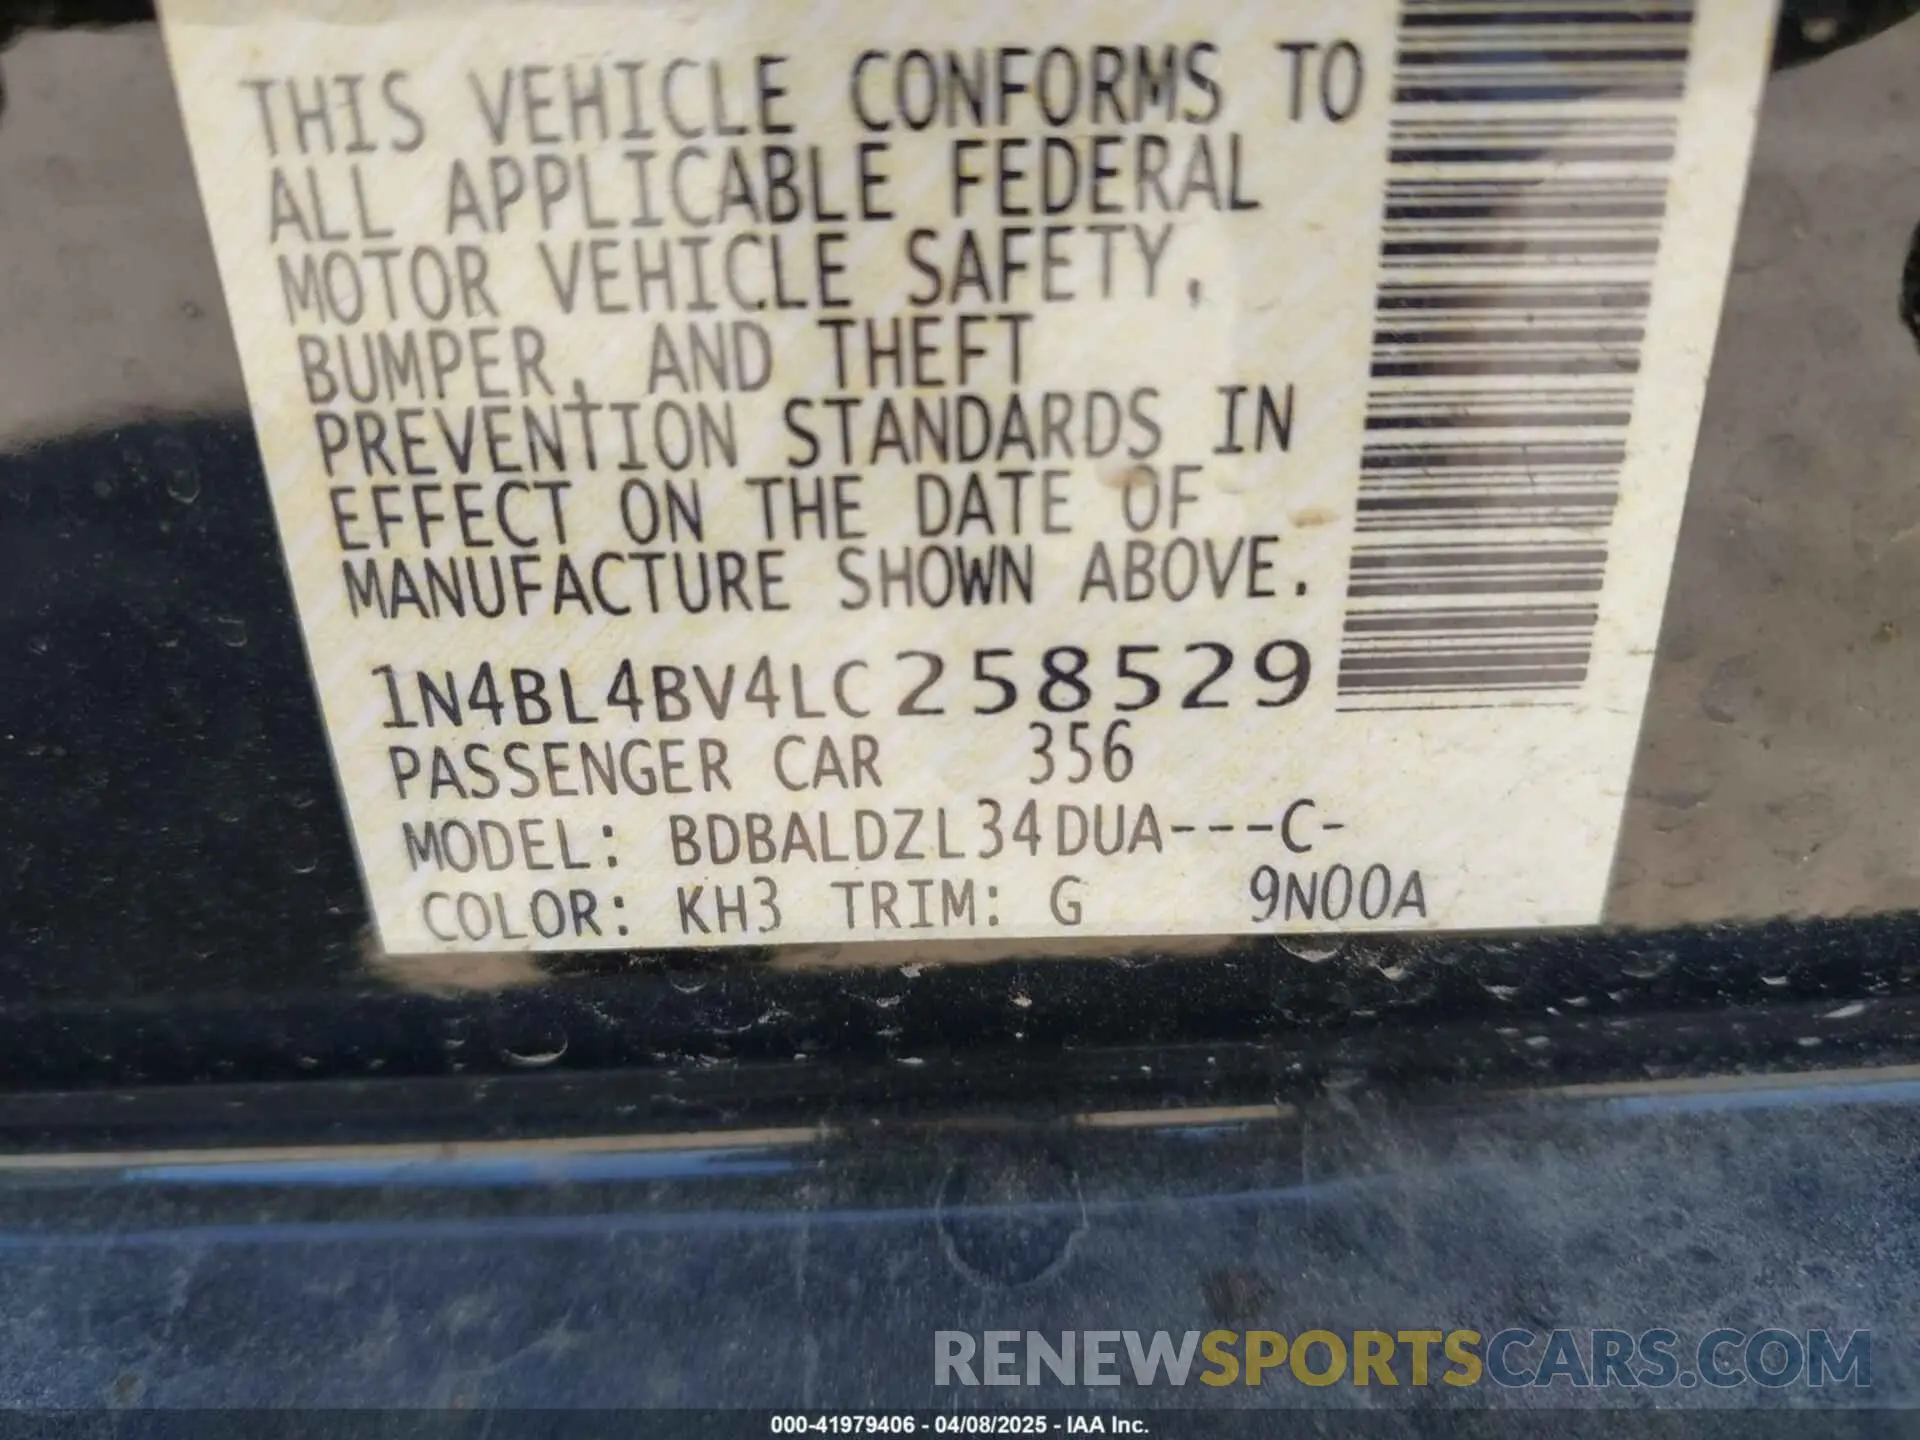 THIS VEHICLE CONFORMS TO
ALL APPLICABLE FEDERAL
MOTOR VEHICLE SAFETY,
BUMPER, AND THEFT
PREVENTION STANDARDS IN
EFFECT ON THE DATE OF
MANUFACTURE SHOWN ABOVE.
1N4BL4BV4LC258529
PASSENGER CAR 356
MODEL: BDBALDZL34DUA---C-
COLOR: KH3 TRIM: G 9N00A
RENEWSPORTSCARS.COM
000-41979406 - 04/08/2025 - IAA Inc.